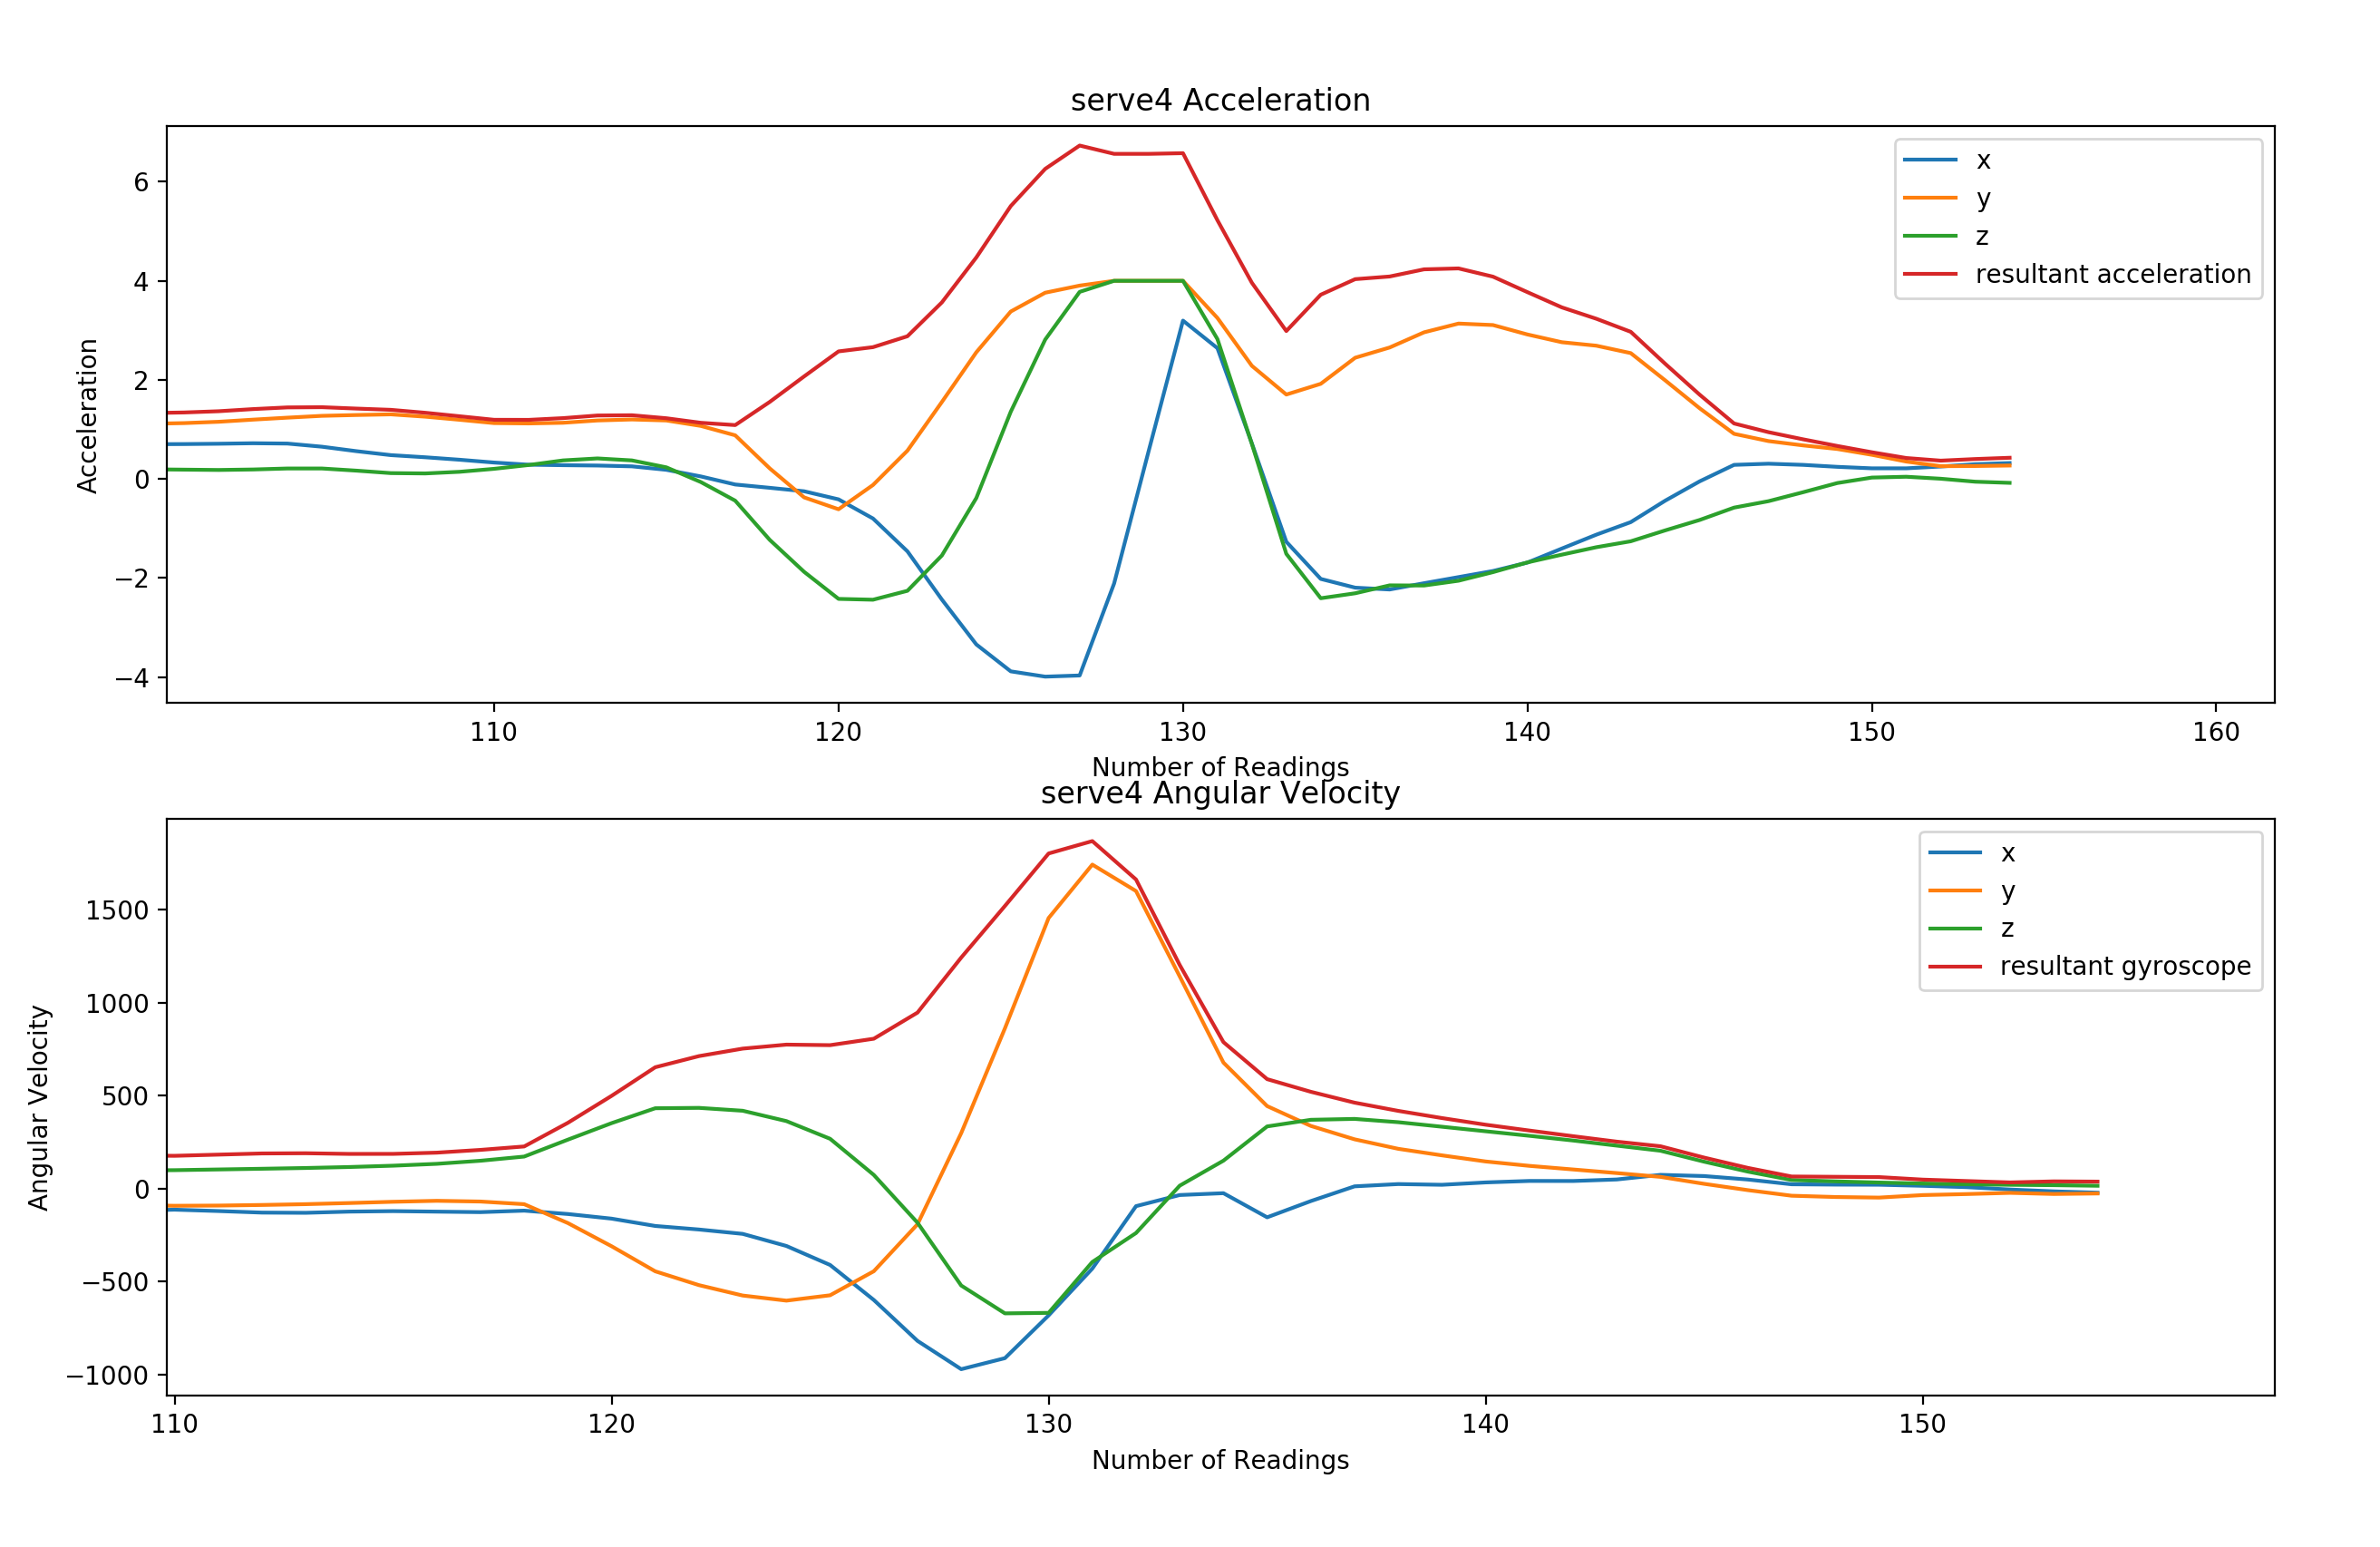 serve4 Acceleration
x
y
z
resultant acceleration
Acceleration
6
4
2
0
−2
−4
110 120 130 140 150 160
Number of Readings
serve4 Angular Velocity
x
y
z
resultant gyroscope
Angular Velocity
1500
1000
500
0
−500
−1000
110 120 130 140 150
Number of Readings